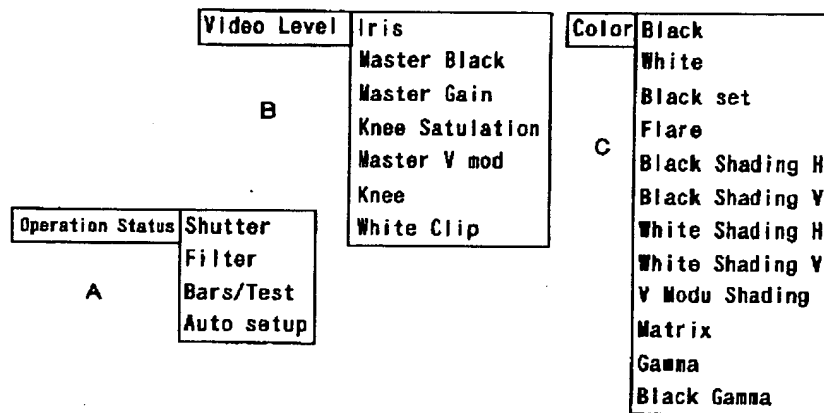 Video Level
Iris
Master Black
Master Gain
Knee Satulation
Master V mod
Knee
White Clip
B
Operation Status
Shutter
Filter
Bars/Test
Auto setup
A
Color
Black
White
Black set
Flare
Black Shading H
Black Shading V
White Shading H
White Shading V
V Modu Shading
Matrix
Gamma
Black Gamma
C